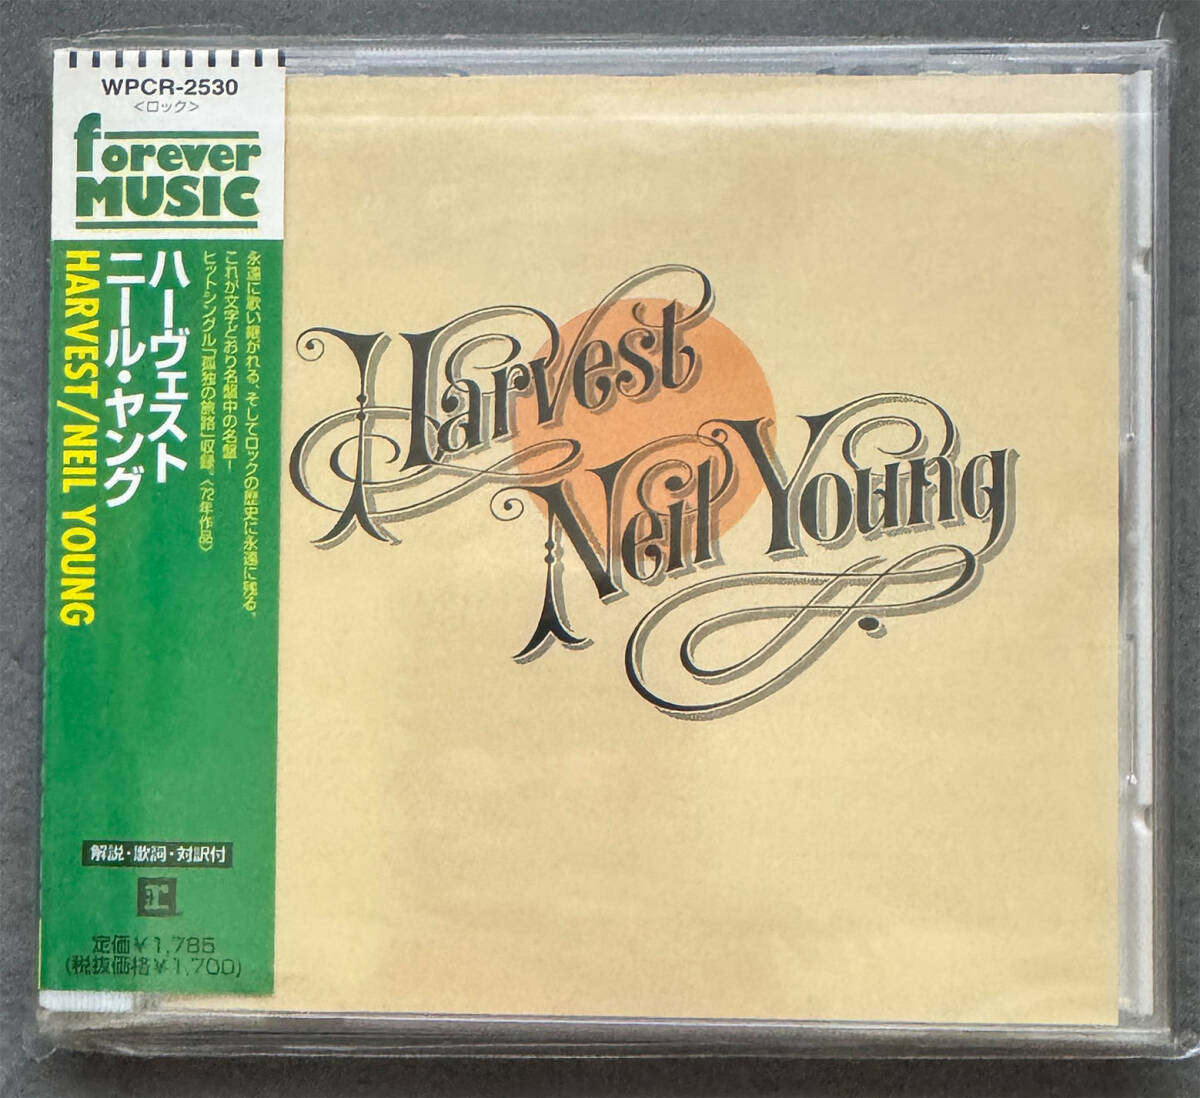 WPCR-2530
<ロック>
forever
MUSIC
ハーヴェスト
ニール・ヤング
HARVEST/NEIL YOUNG
永遠に歌い継がれる、そしてロックの歴史に永遠に残る、
これが文字どおり名盤中の名盤!
ヒットシングル「孤独の旅路」収録。〈'72年作品〉
解説・歌詞・対訳付
r
定価¥1,785
(税抜価格¥1,700)
Harvest
Neil Young